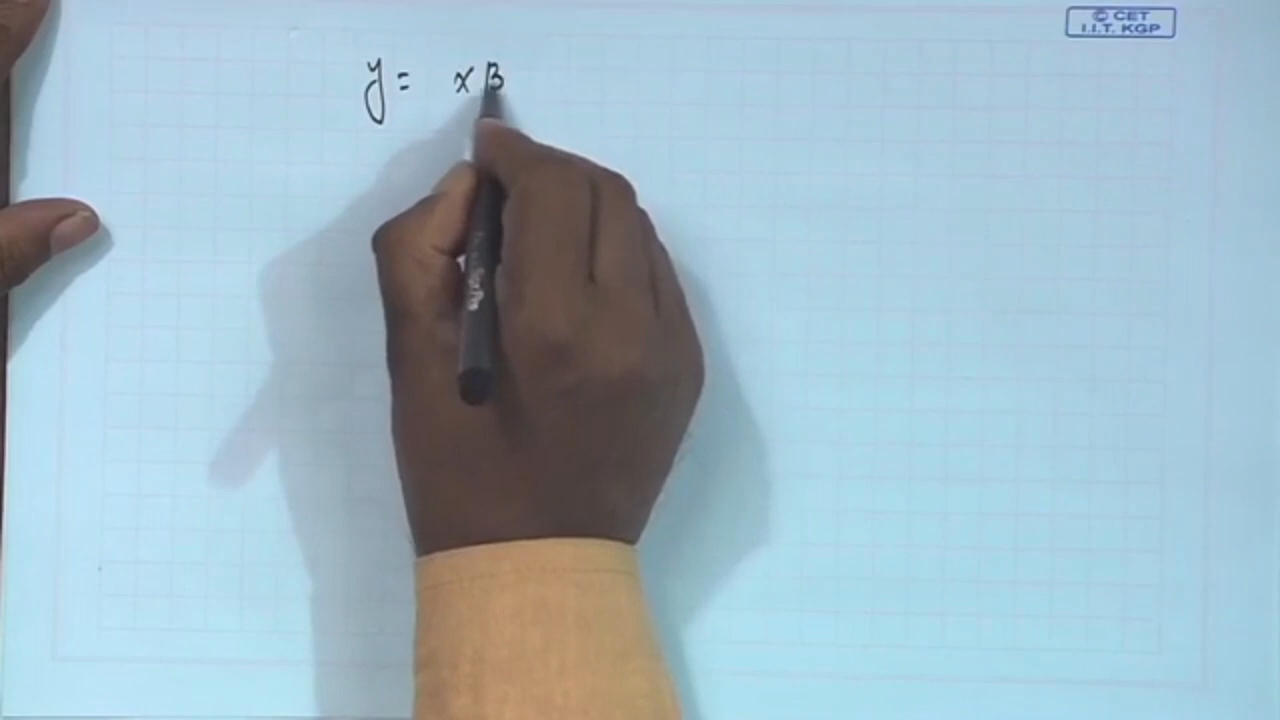 © CET
I.I.T. KGP
y = xβ